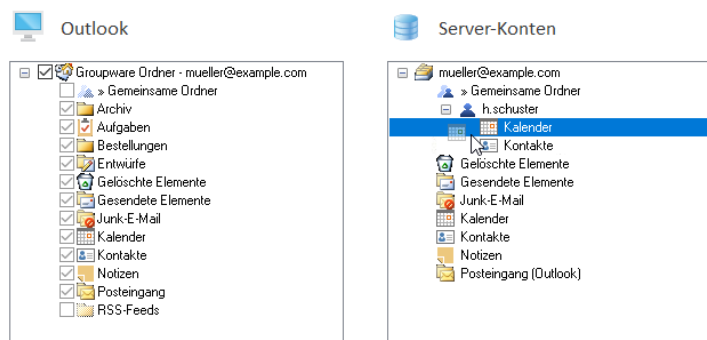 Outlook
Groupware Ordner - mueller@example.com
» Gemeinsame Ordner
Archiv
Aufgaben
Bestellungen
Entwürfe
Gelöschte Elemente
Gesendete Elemente
Junk-E-Mail
Kalender
Kontakte
Notizen
Posteingang
RSS-Feeds
Server-Konten
mueller@example.com
» Gemeinsame Ordner
h.schuster
Kalender
Kontakte
Gelöschte Elemente
Gesendete Elemente
Junk-E-Mail
Kalender
Kontakte
Notizen
Posteingang (Outlook)